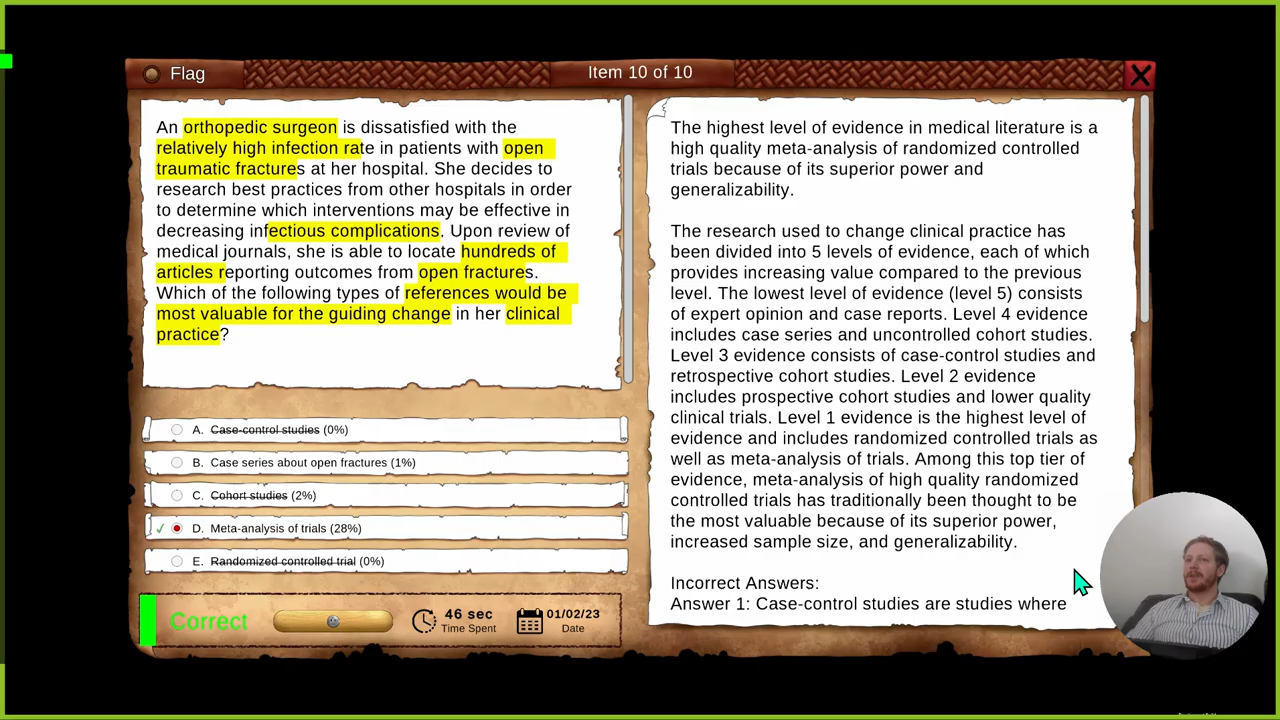 Flag
Item 10 of 10
An orthopedic surgeon is dissatisfied with the
relatively high infection rate in patients with open
traumatic fractures at her hospital. She decides to
research best practices from other hospitals in order
to determine which interventions may be effective in
decreasing infectious complications. Upon review of
medical journals, she is able to locate hundreds of
articles reporting outcomes from open fractures.
Which of the following types of references would be
most valuable for the guiding change in her clinical
practice?
A. Case-control studies (0%)
B. Case series about open fractures (1%)
C. Cohort studies (2%)
D. Meta-analysis of trials (28%)
E. Randomized controlled trial (0%)
Correct
46 sec
Time Spent
01/02/23
Date
The highest level of evidence in medical literature is a
high quality meta-analysis of randomized controlled
trials because of its superior power and
generalizability.
The research used to change clinical practice has
been divided into 5 levels of evidence, each of which
provides increasing value compared to the previous
level. The lowest level of evidence (level 5) consists
of expert opinion and case reports. Level 4 evidence
includes case series and uncontrolled cohort studies.
Level 3 evidence consists of case-control studies and
retrospective cohort studies. Level 2 evidence
includes prospective cohort studies and lower quality
clinical trials. Level 1 evidence is the highest level of
evidence and includes randomized controlled trials as
well as meta-analysis of trials. Among this top tier of
evidence, meta-analysis of high quality randomized
controlled trials has traditionally been thought to be
the most valuable because of its superior power,
increased sample size, and generalizability.
Incorrect Answers:
Answer 1: Case-control studies are studies where